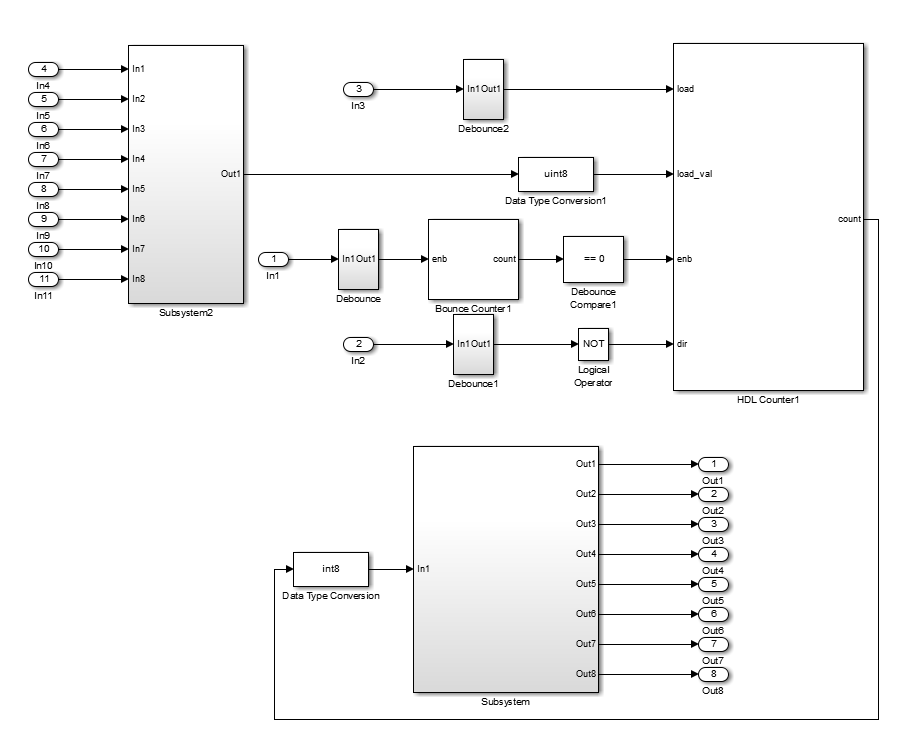 4
In4
5
In5
6
In6
7
In7
8
In8
9
In9
10
In10
11
In11
In1
In2
In3
In4
In5
In6
In7
In8
Out1
Subsystem2
3
In3
In1 Out1
Debounce2
uint8
Data Type Conversion1
1
In1
In1 Out1
Debounce
enb
count
Bounce Counter1
== 0
Debounce
Compare1
2
In2
In1 Out1
Debounce1
NOT
Logical
Operator
load
load_val
enb
dir
count
HDL Counter1
int8
Data Type Conversion
In1
Out1
Out2
Out3
Out4
Out5
Out6
Out7
Out8
Subsystem
1
Out1
2
Out2
3
Out3
4
Out4
5
Out5
6
Out6
7
Out7
8
Out8